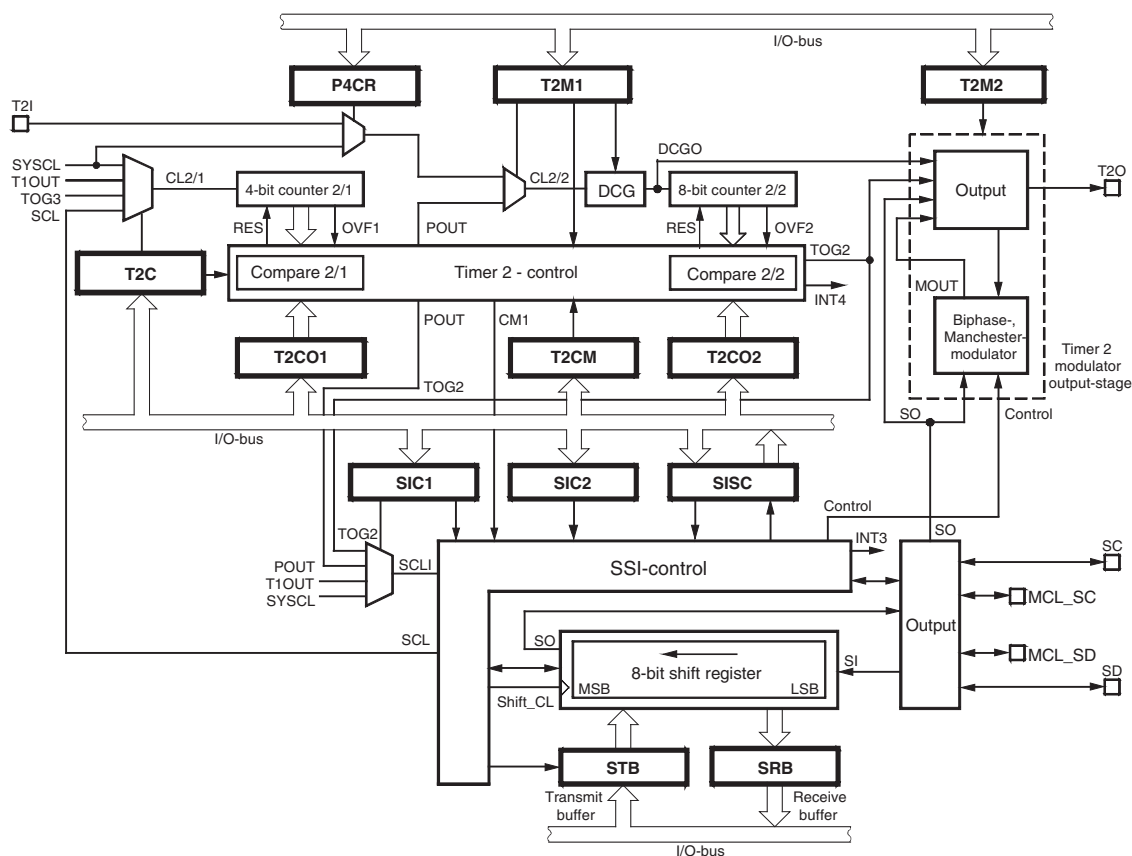 I/O-bus
P4CR
T2M1
T2M2
T2I
SYSCL
T1OUT
TOG3
SCL
CL2/1
4-bit counter 2/1
CL2/2
DCG
DCGO
8-bit counter 2/2
Output
T2O
RES
OVF1
POUT
RES
OVF2
TOG2
T2C
Compare 2/1
Timer 2 - control
Compare 2/2
INT4
MOUT
Biphase-,
Manchester-
modulator
Timer 2
modulator
output-stage
POUT
CM1
T2CO1
T2CM
T2CO2
TOG2
SO
Control
I/O-bus
SIC1
SIC2
SISC
Control
TOG2
POUT
T1OUT
SYSCL
SCLI
SSI-control
INT3
SO
SC
MCL_SC
Output
SCL
SO
8-bit shift register
MSB
LSB
SI
MCL_SD
SD
Shift_CL
STB
SRB
Transmit
buffer
Receive
buffer
I/O-bus